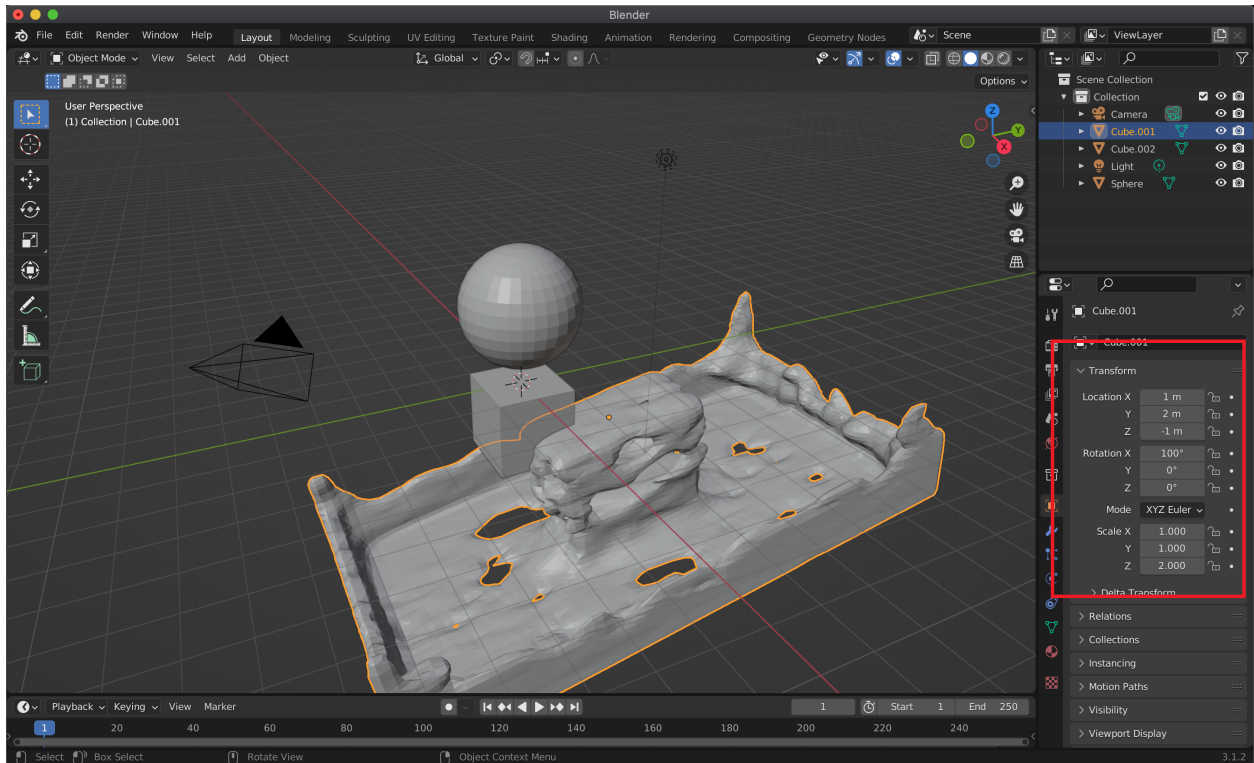 Blender
File Edit Render Window Help Layout Modeling Sculpting UV Editing Texture Paint Shading Animation Rendering Compositing Geometry Nodes Scene ViewLayer
Object Mode View Select Add Object Global
Options
User Perspective
(1) Collection | Cube.001
Z
Y
X
Scene Collection
Collection
Camera
Cube.001
Cube.002
Light
Sphere
Cube.001
Cube.001
Transform
Location X 1 m
Y 2 m
Z -1 m
Rotation X 100°
Y 0°
Z 0°
Mode XYZ Euler
Scale X 1.000
Y 1.000
Z 2.000
Delta Transform
Relations
Collections
Instancing
Motion Paths
Visibility
Viewport Display
Playback Keying View Marker 1 Start 1 End 250
1 20 40 60 80 100 120 140 160 180 200 220 240
Select Box Select Rotate View Object Context Menu 3.1.2